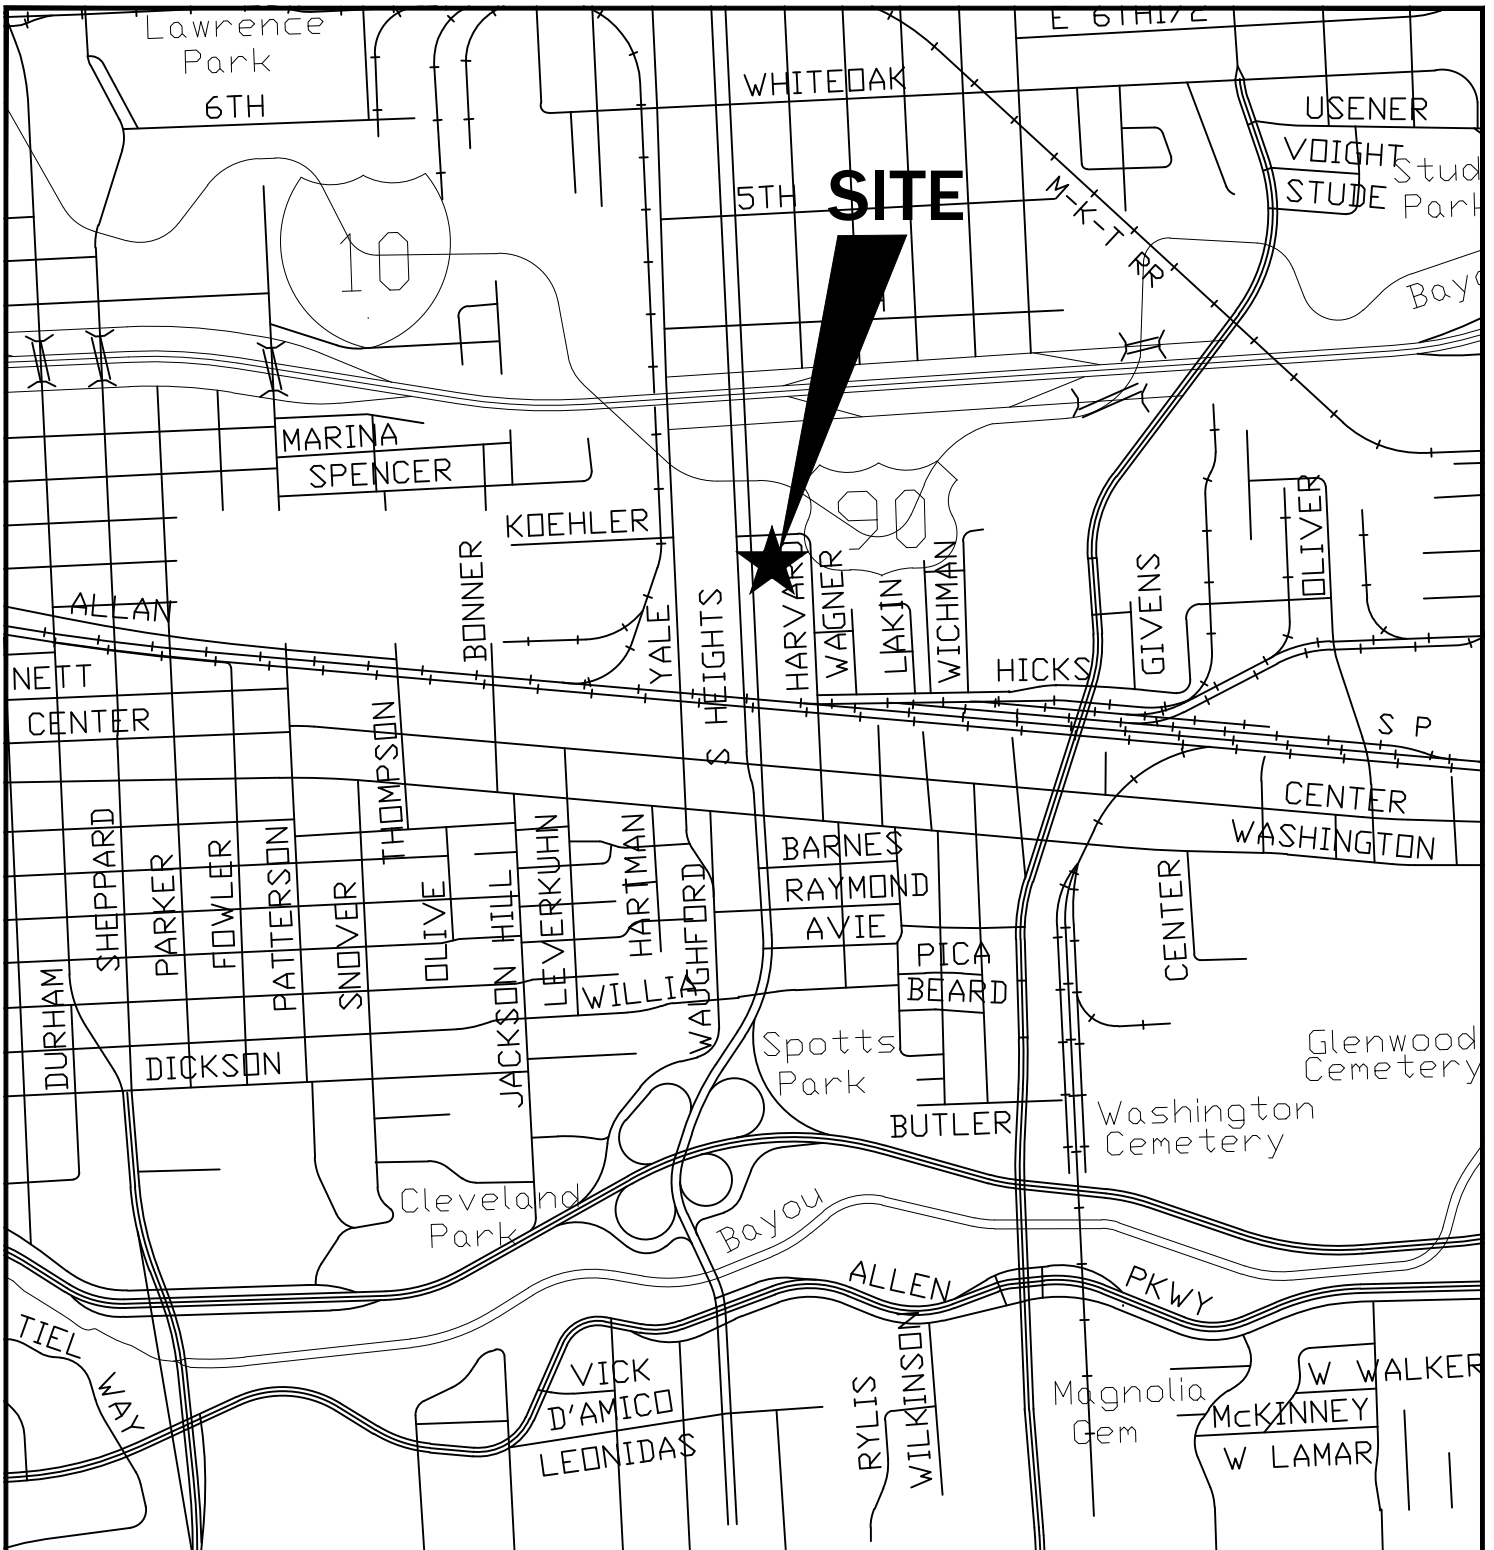 Lawrence
Park
E 6TH1/2
6TH
WHITEOAK
USENER
VOIGHT
STUDE
Stud
Park
5TH
SITE
M-K-T RR
10
Bayo
MARINA
SPENCER
KOEHLER
90
BONNER
ALLAN
NETT
CENTER
YALE
S HEIGHTS
HARVARD
WAGNER
LAKIN
WICHMAN
HICKS
GIVENS
OLIVER
S P
CENTER
WASHINGTON
THOMPSON
SHEPPARD
PARKER
FOWLER
PATTERSON
SNOVER
OLIVE
JACKSON HILL
LEVERKUHN
HARTMAN
WAUGHFORD
BARNES
RAYMOND
AVIE
PICA
BEARD
CENTER
WILLIA
DURHAM
DICKSON
Spotts
Park
BUTLER
Glenwood
Cemetery
Washington
Cemetery
Cleveland
Park
Bayou
ALLEN
PKWY
TIEL
WAY
VICK
D'AMICO
LEONIDAS
RYLIS
WILKINSON
Magnolia
Cem
W WALKER
McKINNEY
W LAMAR